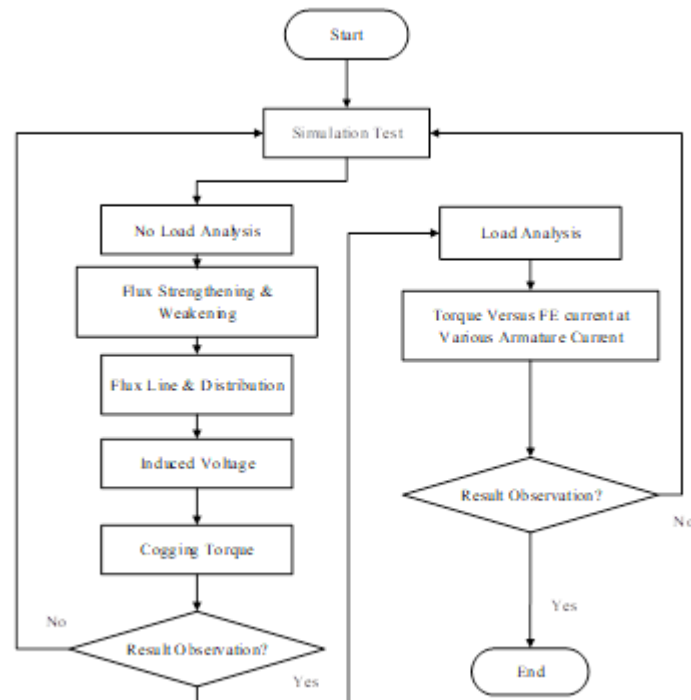 Start
Simulation Test
No Load Analysis
Flux Strengthening &
Weakening
Flux Line & Distribution
Induced Voltage
Cogging Torque
No
Result Observation?
Yes
Load Analysis
Torque Versus FE current at
Various Armature Current
Result Observation?
No
Yes
End